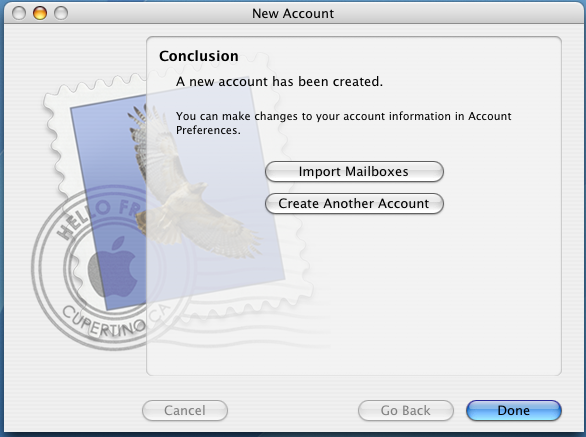 New Account
Conclusion
A new account has been created.
You can make changes to your account information in Account
Preferences.
Import Mailboxes
Create Another Account
HELLO FR
CUPERTINO CA
Cancel
Go Back
Done